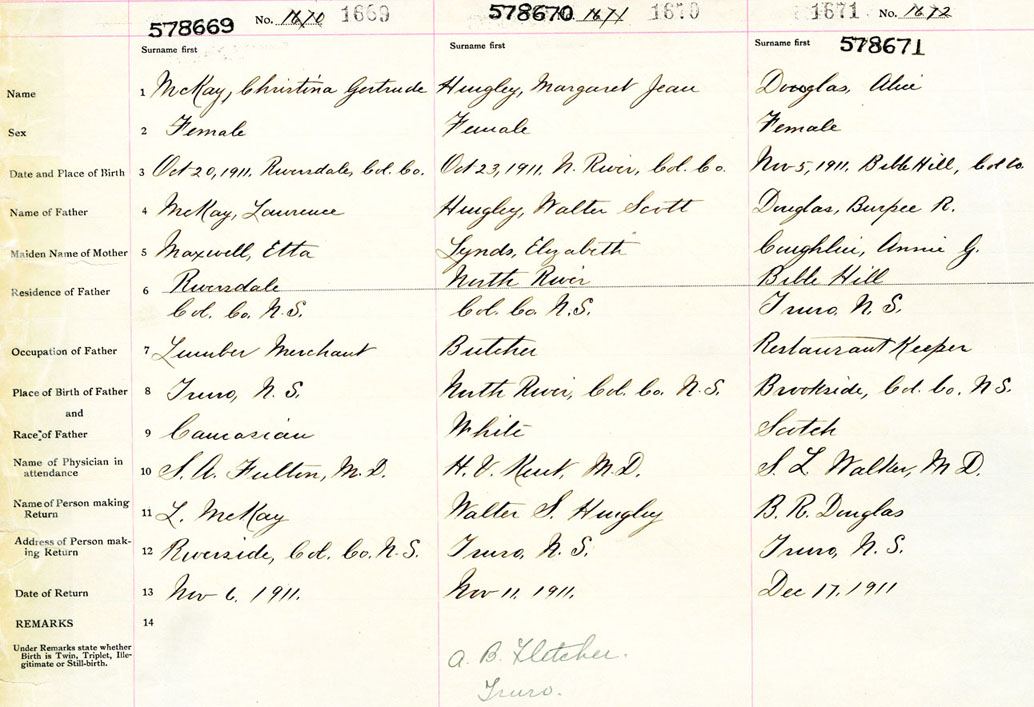 578669 No. 1670 1669 578670 1671 1670 1671 No. 1672
578671
Surname first Surname first Surname first
Name 1 McKay, Christina Gertrude Hingley, Margaret Jean Douglas, Alice
Sex 2 Female Female Female
Date and Place of Birth 3 Oct 20, 1911. Riversdale, Col. Co. Oct 23, 1911. N. River, Col. Co. Nov 5, 1911. Bible Hill, Col Co
Name of Father 4 McKay, Laurence Hingley, Walter Scott Douglas, Burpee R.
Maiden Name of Mother 5 Maxwell, Etta Lynds, Elizabeth Coughlin, Annie G.
Residence of Father 6 Riversdale North River Bible Hill
Col. Co. N.S. Col. Co N.S. Truro, N. S.
Occupation of Father 7 Lumber Merchant Butcher Restaurant Keeper
Place of Birth of Father 8 Truro, N. S. North River, Col. Co. N.S. Brookside, Col. Co. N.S.
and
Race of Father 9 Caucasian White Scotch
Name of Physician in
attendance 10 S. A. Fulton, M.D. H. V. Kent, M.D. S. L. Walker, M D.
Name of Person making
Return 11 L. McKay Walter S. Hingley B. R. Douglas
Address of Person mak-
ing Return 12 Riverside, Col. Co. N.S. Truro, N. S. Truro, N. S.
Date of Return 13 Nov 6. 1911. Nov 11. 1911. Dec 17. 1911
REMARKS 14
Under Remarks state whether
Birth is Twin, Triplet, Ille-
gitimate or Still-birth.
A. B. Fletcher.
Truro.